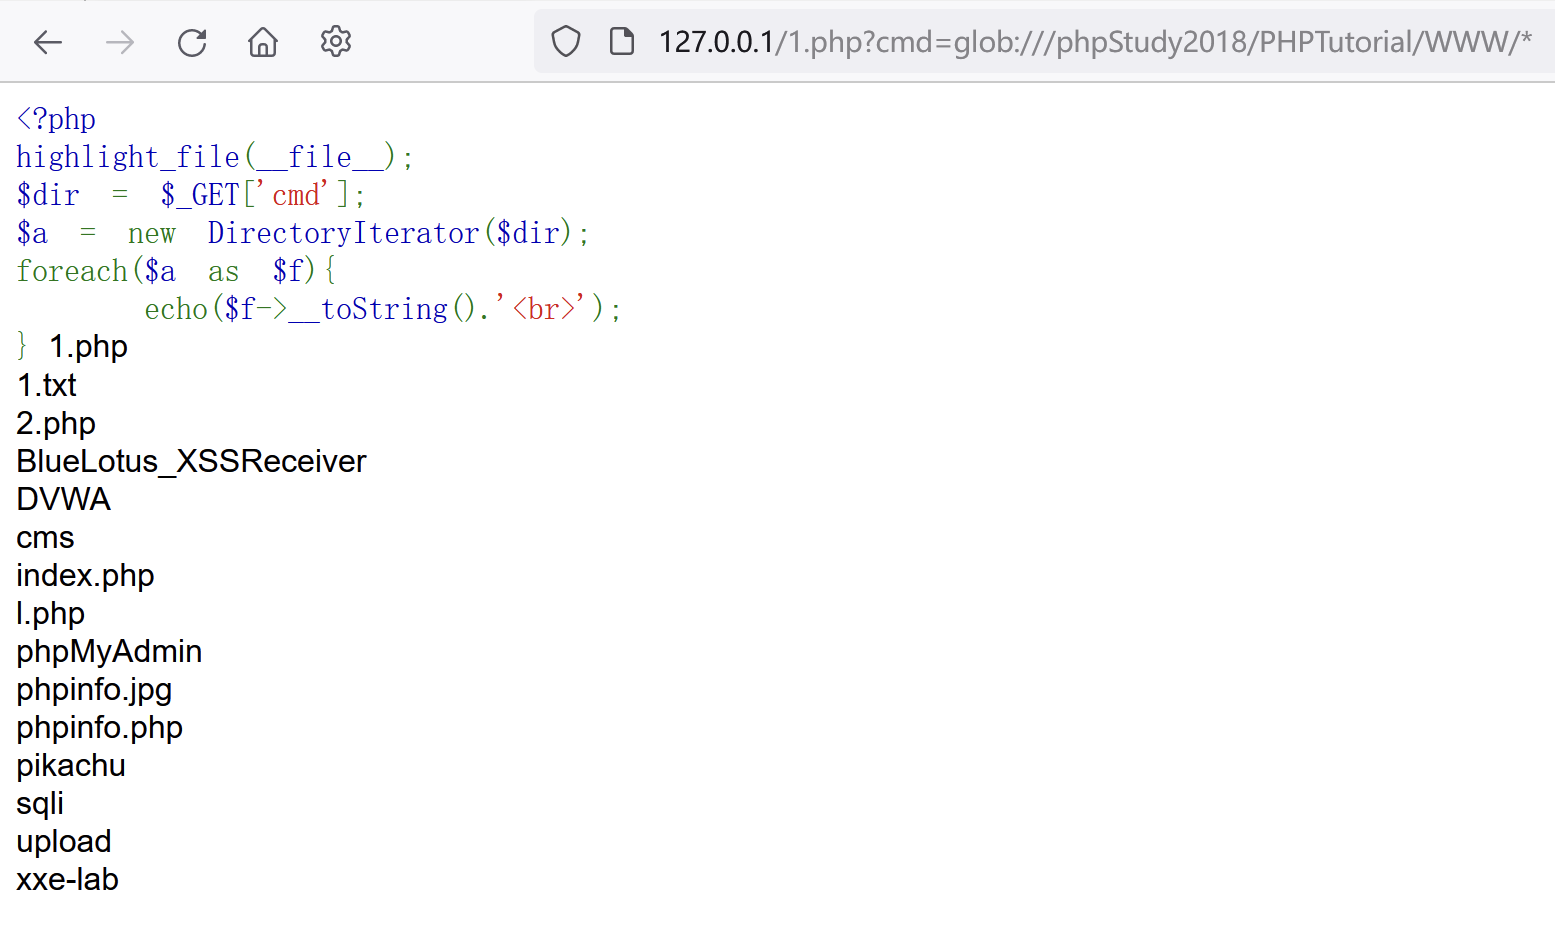 127.0.0.1/1.php?cmd=glob:///phpStudy2018/PHPTutorial/WWW/*
<?php
highlight_file(__file__);
$dir = $_GET['cmd'];
$a = new DirectoryIterator($dir);
foreach($a as $f){
        echo($f->__toString().'<br>');
} 1.php
1.txt
2.php
BlueLotus_XSSReceiver
DVWA
cms
index.php
l.php
phpMyAdmin
phpinfo.jpg
phpinfo.php
pikachu
sqli
upload
xxe-lab